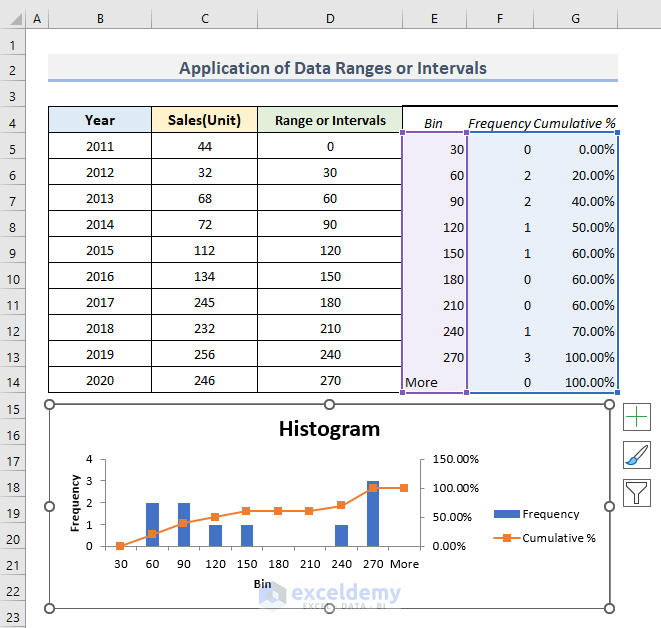 A B C D E F G
1
2 Application of Data Ranges or Intervals
3
4 Year Sales(Unit) Range or Intervals Bin Frequency Cumulative %
5 2011 44 0 30 0 0.00%
6 2012 32 30 60 2 20.00%
7 2013 68 60 90 2 40.00%
8 2014 72 90 120 1 50.00%
9 2015 112 120 150 1 60.00%
10 2016 134 150 180 0 60.00%
11 2017 245 180 210 0 60.00%
12 2018 232 210 240 1 70.00%
13 2019 256 240 270 3 100.00%
14 2020 246 270 More 0 100.00%
15
16 Histogram
17 4 150.00%
18 3 100.00%
19 2 Frequency 50.00% Frequency
20 1 Cumulative %
0 0.00%
21 30 60 90 120 150 180 210 240 270 More
22 Bin exceldemy
EXCEL - DATA - BI
23